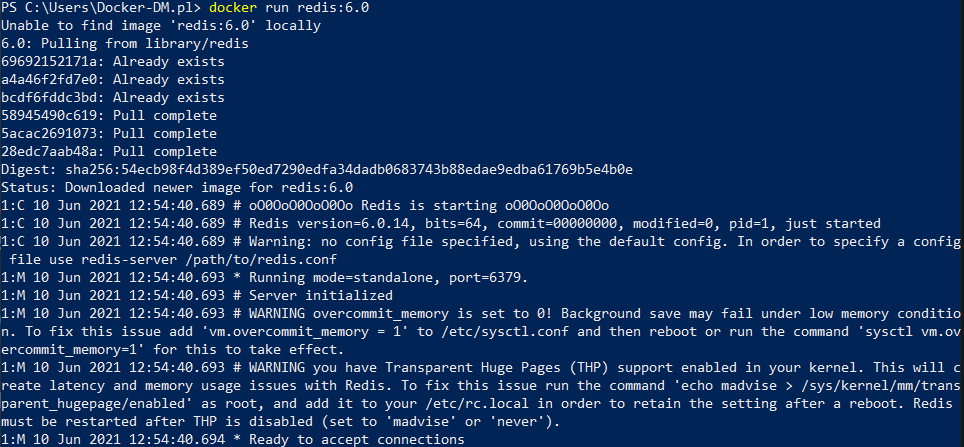 PS C:\Users\Docker-DM.pl> docker run redis:6.0
Unable to find image 'redis:6.0' locally
6.0: Pulling from library/redis
69692152171a: Already exists
a4a46f2fd7e0: Already exists
bcdf6fddc3bd: Already exists
58945490c619: Pull complete
5acac2691073: Pull complete
28edc7aab48a: Pull complete
Digest: sha256:54ecb98f4d389ef50ed7290edfa34dadb0683743b88edae9edba61769b5e4b0e
Status: Downloaded newer image for redis:6.0
1:C 10 Jun 2021 12:54:40.689 # oO0OoO0OoO0Oo Redis is starting oO0OoO0OoO0Oo
1:C 10 Jun 2021 12:54:40.689 # Redis version=6.0.14, bits=64, commit=00000000, modified=0, pid=1, just started
1:C 10 Jun 2021 12:54:40.689 # Warning: no config file specified, using the default config. In order to specify a config
 file use redis-server /path/to/redis.conf
1:M 10 Jun 2021 12:54:40.693 * Running mode=standalone, port=6379.
1:M 10 Jun 2021 12:54:40.693 # Server initialized
1:M 10 Jun 2021 12:54:40.693 # WARNING overcommit_memory is set to 0! Background save may fail under low memory conditio
n. To fix this issue add 'vm.overcommit_memory = 1' to /etc/sysctl.conf and then reboot or run the command 'sysctl vm.ov
ercommit_memory=1' for this to take effect.
1:M 10 Jun 2021 12:54:40.693 # WARNING you have Transparent Huge Pages (THP) support enabled in your kernel. This will c
reate latency and memory usage issues with Redis. To fix this issue run the command 'echo madvise > /sys/kernel/mm/trans
parent_hugepage/enabled' as root, and add it to your /etc/rc.local in order to retain the setting after a reboot. Redis
must be restarted after THP is disabled (set to 'madvise' or 'never').
1:M 10 Jun 2021 12:54:40.694 * Ready to accept connections